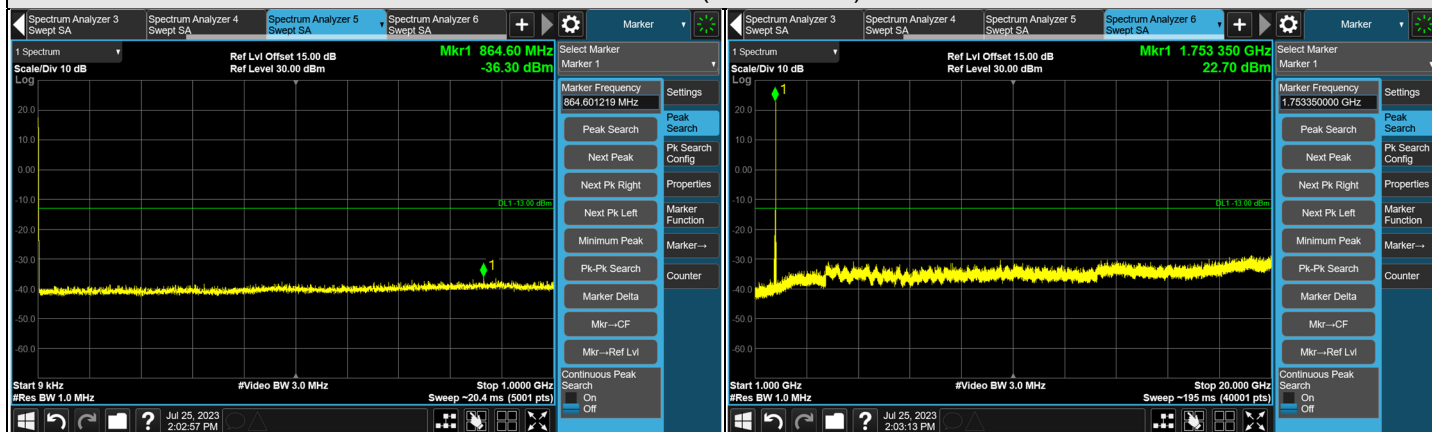 Spectrum Analyzer 3
Swept SA
Spectrum Analyzer 4
Swept SA
Spectrum Analyzer 5
Swept SA
Spectrum Analyzer 6
Swept SA
+
Marker
1 Spectrum
Scale/Div 10 dB
Log
Ref Lvl Offset 15.00 dB
Ref Level 30.00 dBm
Mkr1 864.60 MHz
-36.30 dBm
1
20.0
10.0
0.00
-10.0
-20.0
-30.0
-40.0
-50.0
-60.0
DL1 -13.00 dBm
Start 9 kHz
#Res BW 1.0 MHz
#Video BW 3.0 MHz
Stop 1.0000 GHz
Sweep ~20.4 ms (5001 pts)
Select Marker
Marker 1
Marker Frequency
864.601219 MHz
Peak Search
Next Peak
Next Pk Right
Next Pk Left
Minimum Peak
Pk-Pk Search
Marker Delta
Mkr→CF
Mkr→Ref Lvl
Continuous Peak
Search
On
Off
Settings
Peak
Search
Pk Search
Config
Properties
Marker
Function
Marker→
Counter
?
Jul 25, 2023
2:02:57 PM
Spectrum Analyzer 3
Swept SA
Spectrum Analyzer 4
Swept SA
Spectrum Analyzer 5
Swept SA
Spectrum Analyzer 6
Swept SA
+
Marker
1 Spectrum
Scale/Div 10 dB
Log
Ref Lvl Offset 15.00 dB
Ref Level 30.00 dBm
Mkr1 1.753 350 GHz
22.70 dBm
1
20.0
10.0
0.00
-10.0
-20.0
-30.0
-40.0
-50.0
-60.0
DL1 -13.00 dBm
Start 1.000 GHz
#Res BW 1.0 MHz
#Video BW 3.0 MHz
Stop 20.000 GHz
Sweep ~195 ms (40001 pts)
Select Marker
Marker 1
Marker Frequency
1.753350000 GHz
Peak Search
Next Peak
Next Pk Right
Next Pk Left
Minimum Peak
Pk-Pk Search
Marker Delta
Mkr→CF
Mkr→Ref Lvl
Continuous Peak
Search
On
Off
Settings
Peak
Search
Pk Search
Config
Properties
Marker
Function
Marker→
Counter
?
Jul 25, 2023
2:03:13 PM